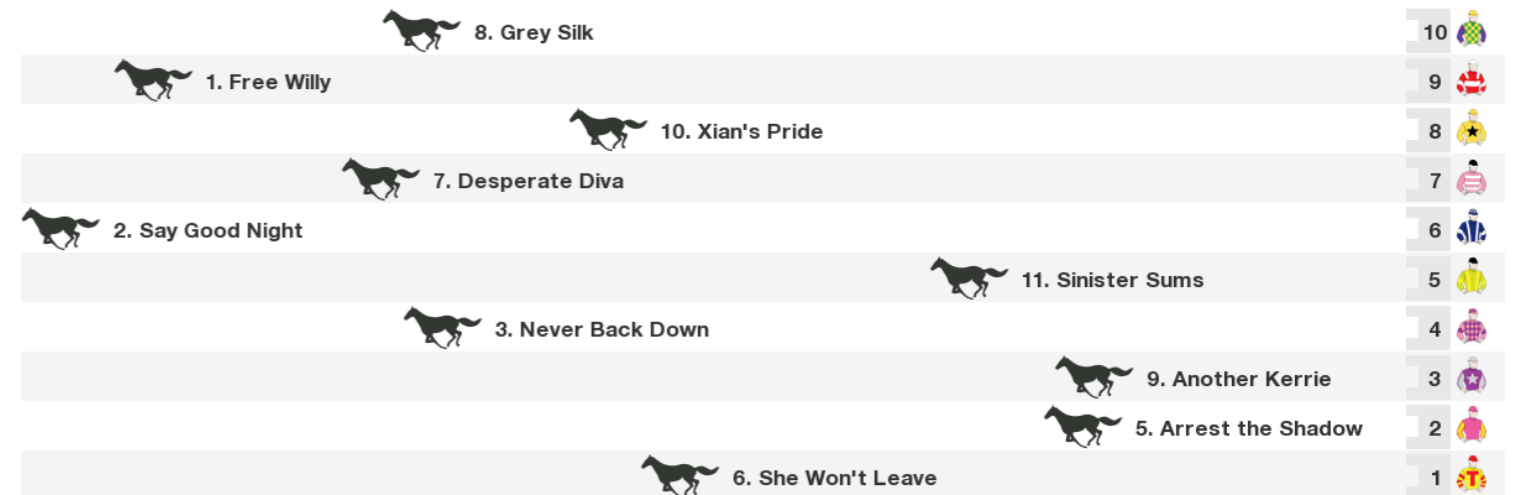 8. Grey Silk 10
1. Free Willy 9
10. Xian's Pride 8
7. Desperate Diva 7
2. Say Good Night 6
11. Sinister Sums 5
3. Never Back Down 4
9. Another Kerrie 3
5. Arrest the Shadow 2
6. She Won't Leave 1
T